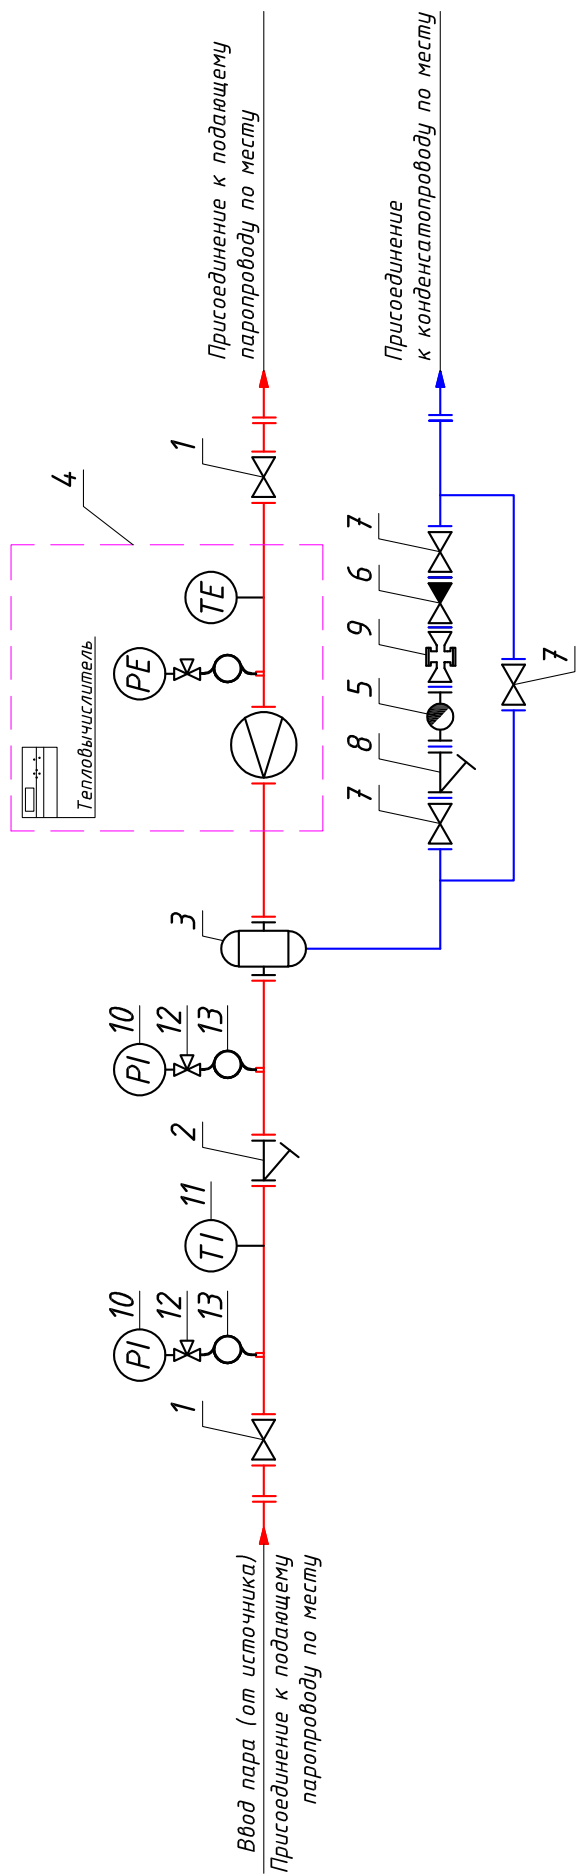 Ввод пара (от источника)
Присоединение к подающему
паропроводу по месту
1
10
PI
12
13
11
TI
2
10
PI
12
13
3
4
Тепловычислитель
PE
TE
1
Присоединение к подающему
паропроводу по месту
7
8
5
9
6
7
7
Присоединение
к конденсатопроводу по месту